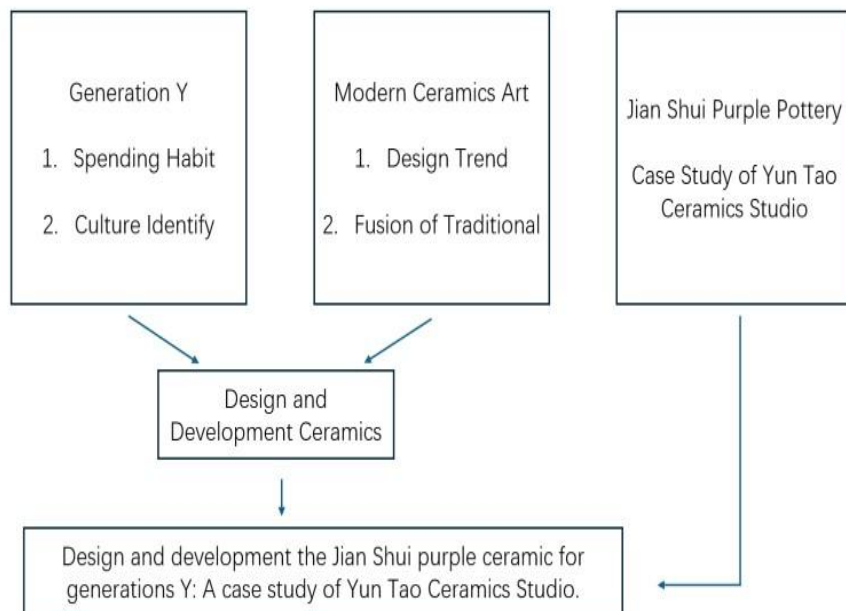 Generation Y
1. Spending Habit
2. Culture Identify
Modern Ceramics Art
1. Design Trend
2. Fusion of Traditional
Jian Shui Purple Pottery
Case Study of Yun Tao
Ceramics Studio
Design and
Development Ceramics
Design and development the Jian Shui purple ceramic for
generations Y: A case study of Yun Tao Ceramics Studio.